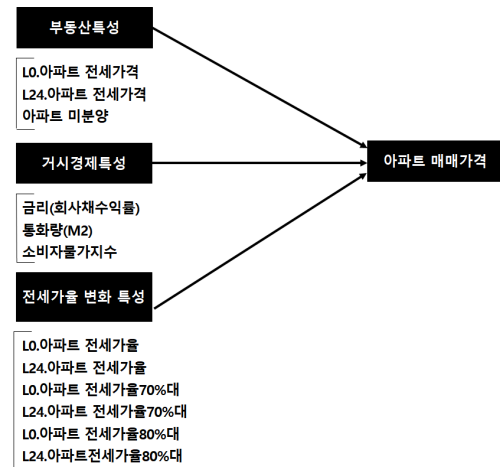 부동산특성
L0.아파트 전세가격
L24.아파트 전세가격
아파트 미분양
거시경제특성
아파트 매매가격
금리(회사채수익률)
통화량(M2)
소비자물가지수
전세가율 변화 특성
L0.아파트 전세가율
L24.아파트 전세가율
L0.아파트 전세가율70%대
L24.아파트 전세가율70%대
L0.아파트 전세가율80%대
L24.아파트전세가율80%대